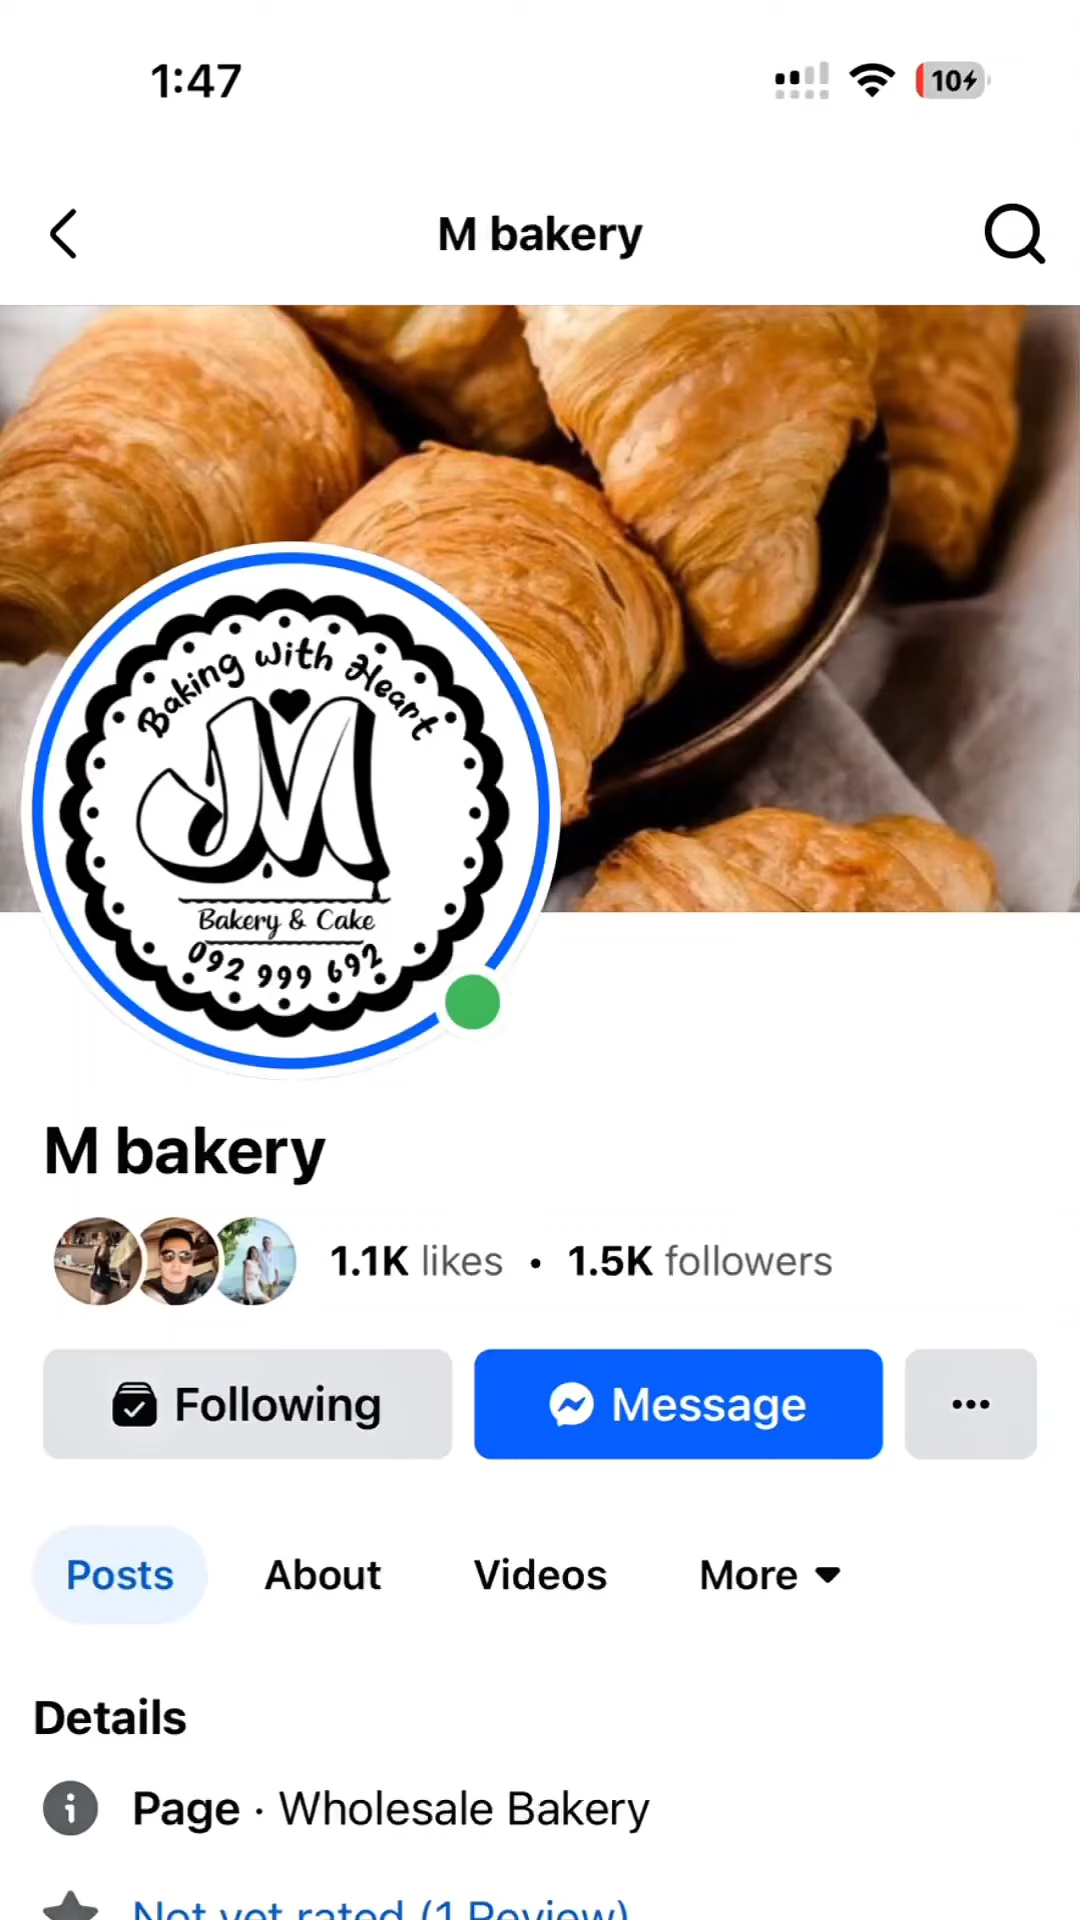 1:47
10
M bakery
Baking with Heart
M
Bakery & Cake
092 999 692
M bakery
1.1K likes • 1.5K followers
Following
Message
Posts
About
Videos
More
Details
Page · Wholesale Bakery
Not yet rated (1 Review)